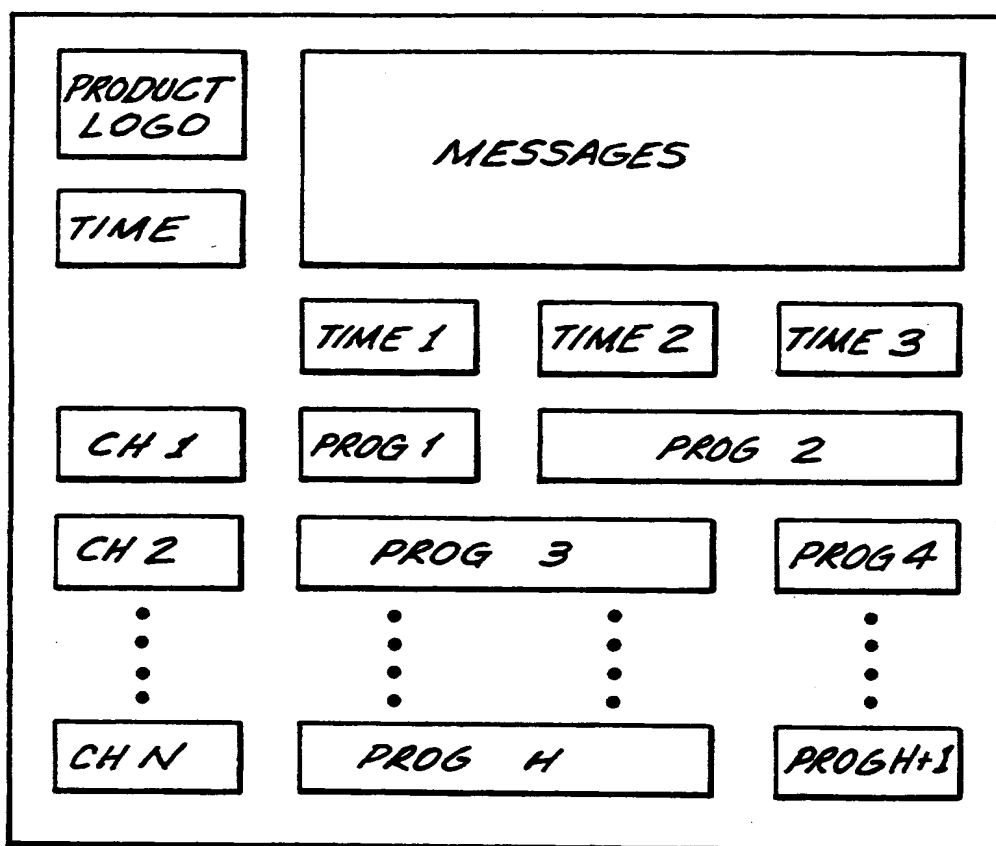 PRODUCT
LOGO
MESSAGES
TIME
TIME 1
TIME 2
TIME 3
CH 1
PROG 1
PROG 2
CH 2
PROG 3
PROG 4
CH N
PROG H
PROG H+1